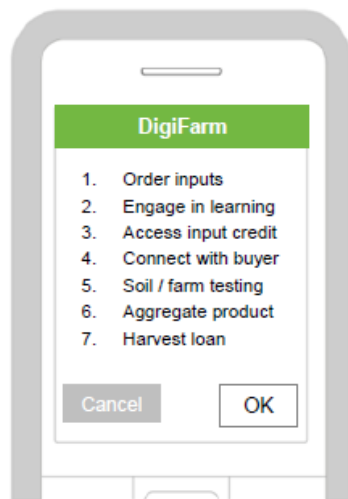 DigiFarm
1. Order inputs
2. Engage in learning
3. Access input credit
4. Connect with buyer
5. Soil / farm testing
6. Aggregate product
7. Harvest loan
Cancel OK